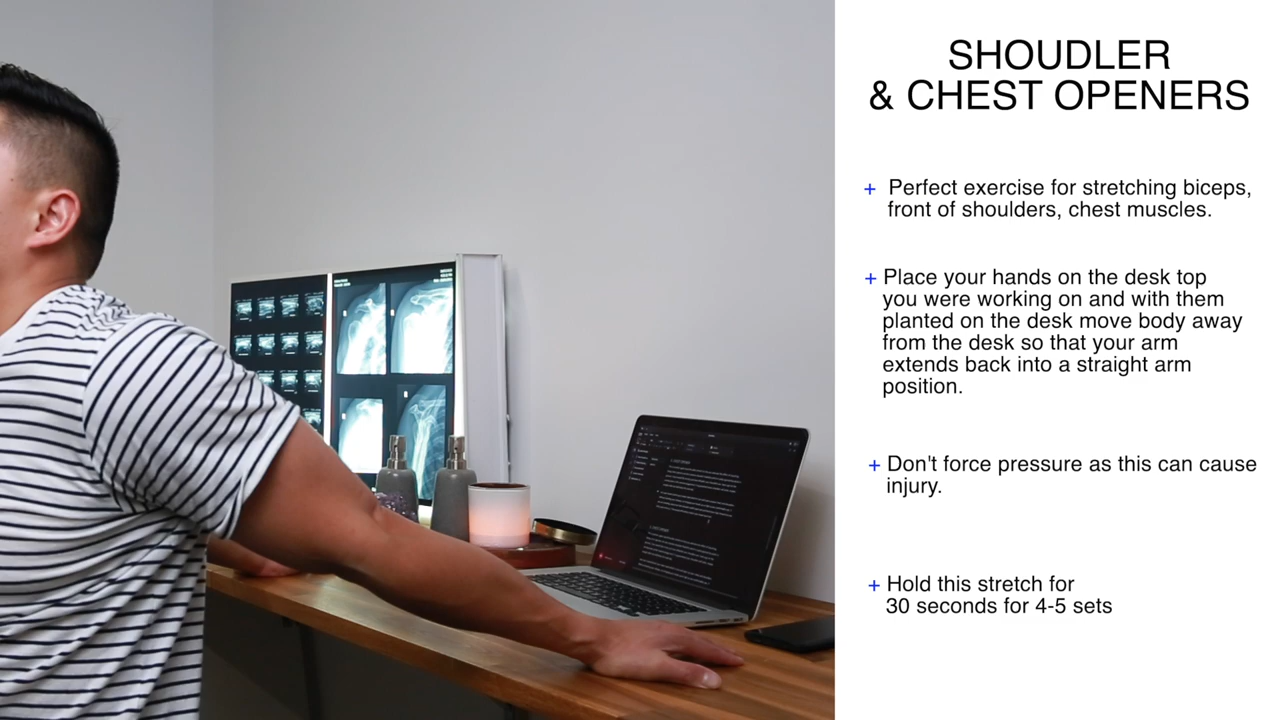 SHOUDLER
& CHEST OPENERS
+ Perfect exercise for stretching biceps,
front of shoulders, chest muscles.
+ Place your hands on the desk top
you were working on and with them
planted on the desk move body away
from the desk so that your arm
extends back into a straight arm
position.
+ Don't force pressure as this can cause
injury.
+ Hold this stretch for
30 seconds for 4-5 sets